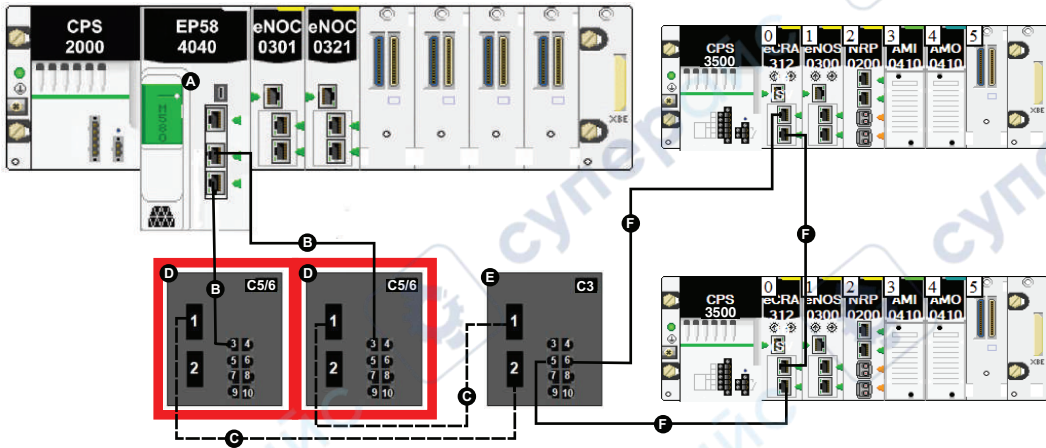 CPS 2000
EP58 4040
eNOC 0301
eNOC 0321
A
HS80
XBE
0 1 2 3 4 5
CPS 3500
eCRA 312
eNOS 0300
NRP 0200
AMI 0410
AMO 0410
S
XBE
F
F
B
D
B
C5/6
1
2
3 4
5 6
7 8
9 10
D
C5/6
1
2
3 4
5 6
7 8
9 10
E
C3
1
2
3 4
5 6
7 8
9 10
C
C
F
0 1 2 3 4 5
CPS 3500
eCRA 312
eNOS 0300
NRP 0200
AMI 0410
AMO 0410
S
XBE